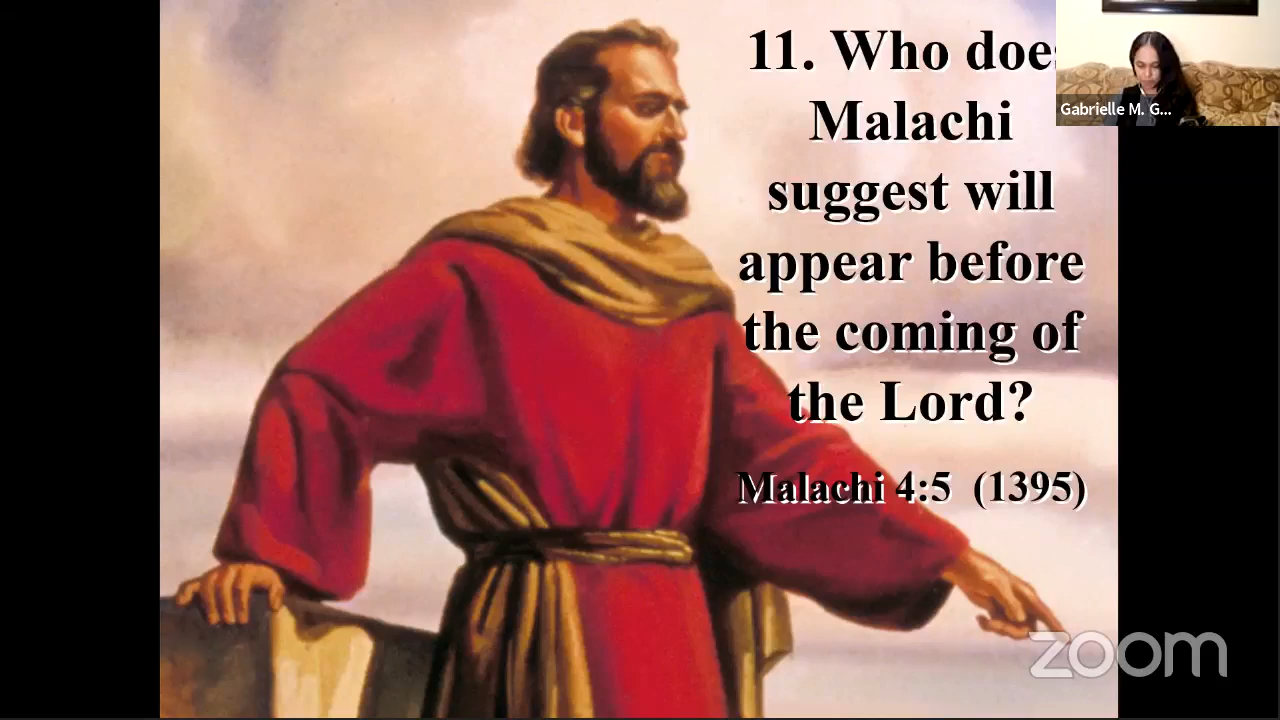 11. Who does
Malachi
suggest will
appear before
the coming of
the Lord?
Malachi 4:5 (1395)
Gabrielle M. G...
zoom